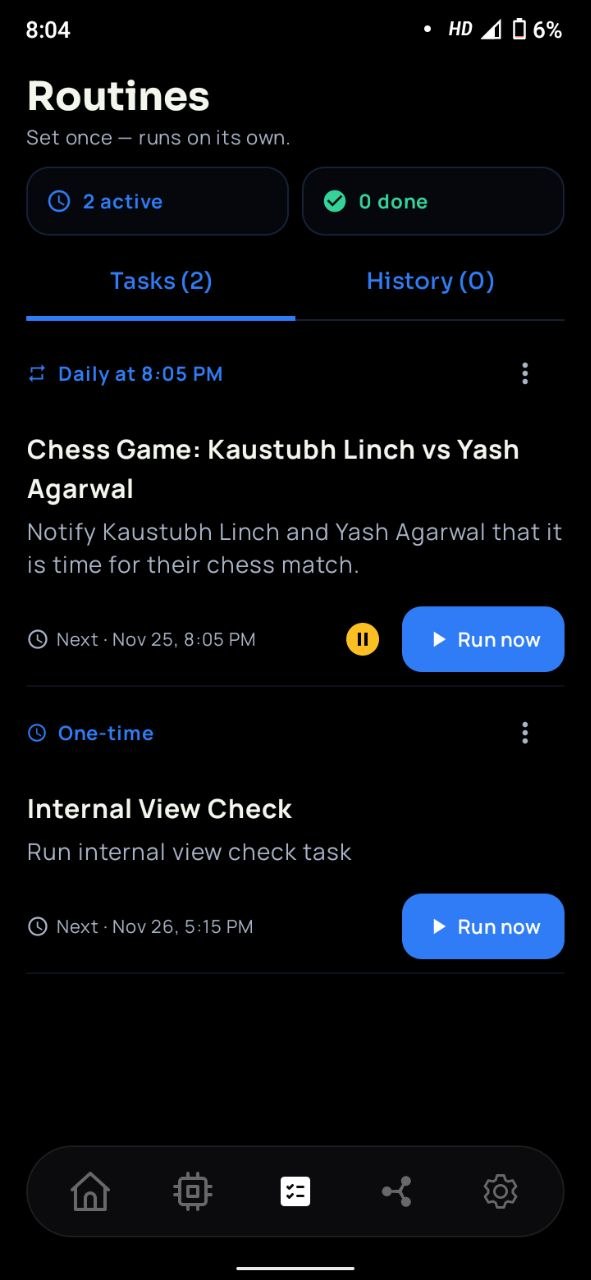 8:04
HD 6%
Routines
Set once — runs on its own.
2 active
0 done
Tasks (2)
History (0)
Daily at 8:05 PM
Chess Game: Kaustubh Linch vs Yash
Agarwal
Notify Kaustubh Linch and Yash Agarwal that it
is time for their chess match.
Next · Nov 25, 8:05 PM
Run now
One-time
Internal View Check
Run internal view check task
Next · Nov 26, 5:15 PM
Run now